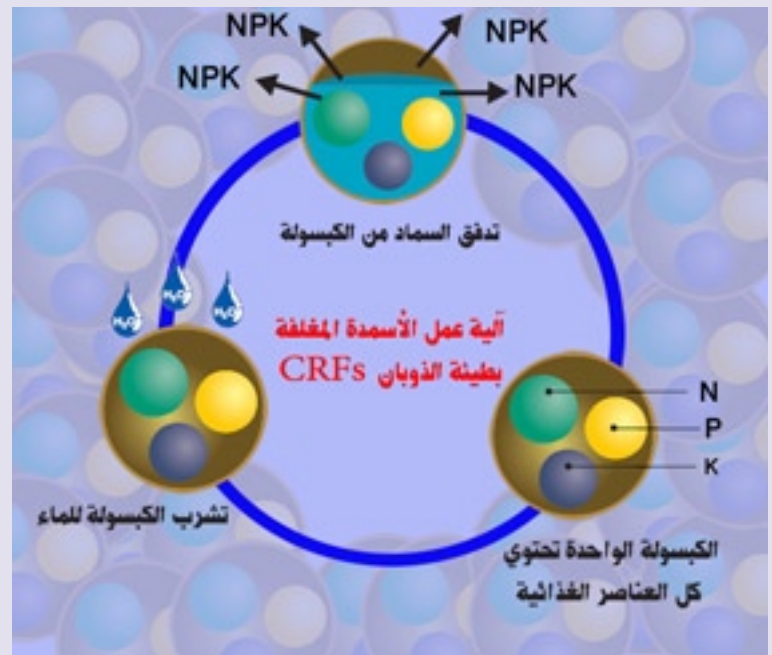 NPK
NPK
NPK
NPK
تدفق السماد من الكبسولة
H₂O
H₂O
H₂O
آلية عمل الأسمدة المغلفة
بطيئة الذوبان CRFs
N
P
K
تشرب الكبسولة للماء
الكبسولة الواحدة تحتوي
كل العناصر الغذائية